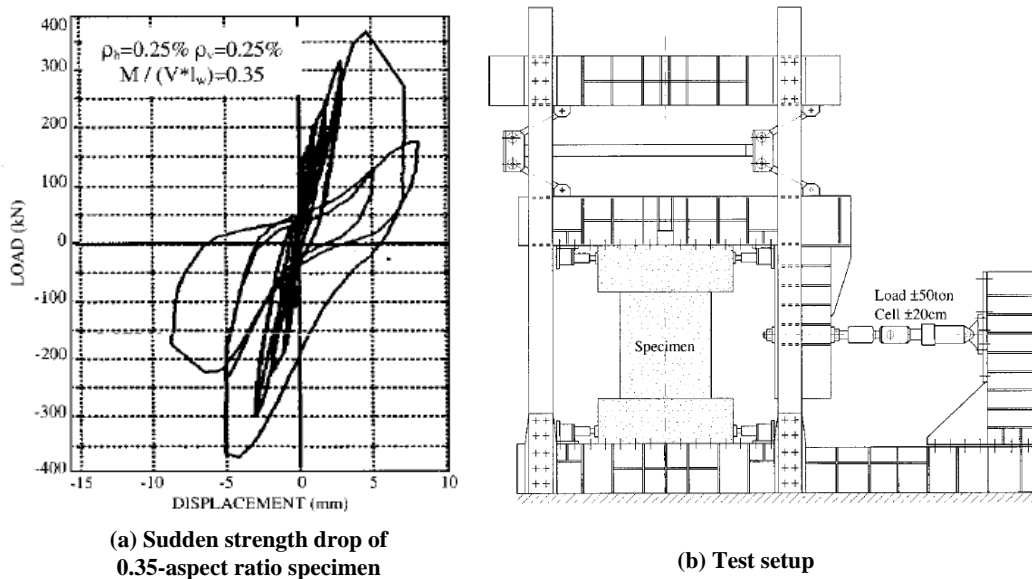 400
300
200
100
0
-100
-200
-300
-400
LOAD (kN)
ρh=0.25% ρv=0.25%
M / (V*lw)=0.35
-15 -10 -5 0 5 10
DISPLACEMENT (mm)
(a) Sudden strength drop of
0.35-aspect ratio specimen
Specimen
Load ±50ton
Cell ±20cm
(b) Test setup